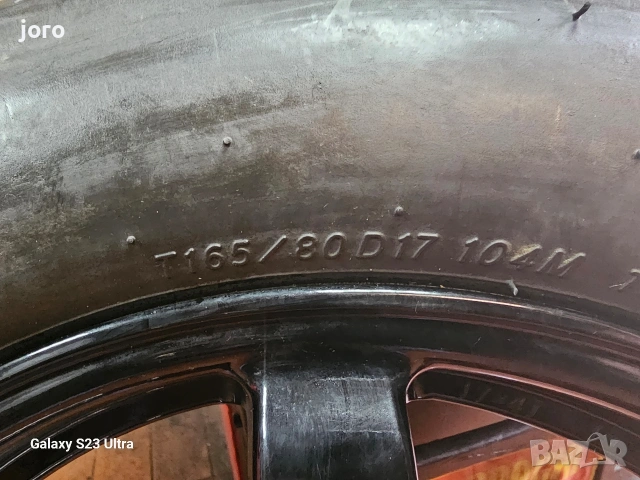 joro
T165/80D17 104M
Galaxy S23 Ultra
BAZAR